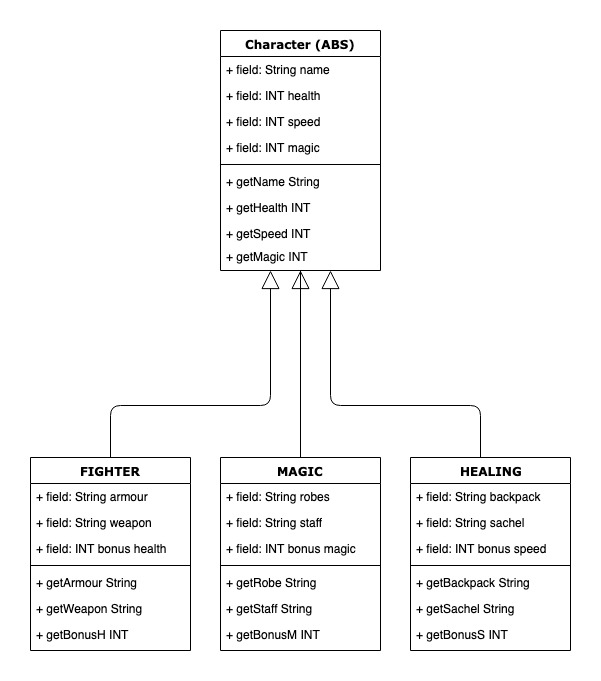 Character (ABS)
+ field: String name
+ field: INT health
+ field: INT speed
+ field: INT magic
+ getName String
+ getHealth INT
+ getSpeed INT
+ getMagic INT
FIGHTER
+ field: String armour
+ field: String weapon
+ field: INT bonus health
+ getArmour String
+ getWeapon String
+ getBonusH INT
MAGIC
+ field: String robes
+ field: String staff
+ field: INT bonus magic
+ getRobe String
+ getStaff String
+ getBonusM INT
HEALING
+ field: String backpack
+ field: String sachel
+ field: INT bonus speed
+ getBackpack String
+ getSachel String
+ getBonusS INT